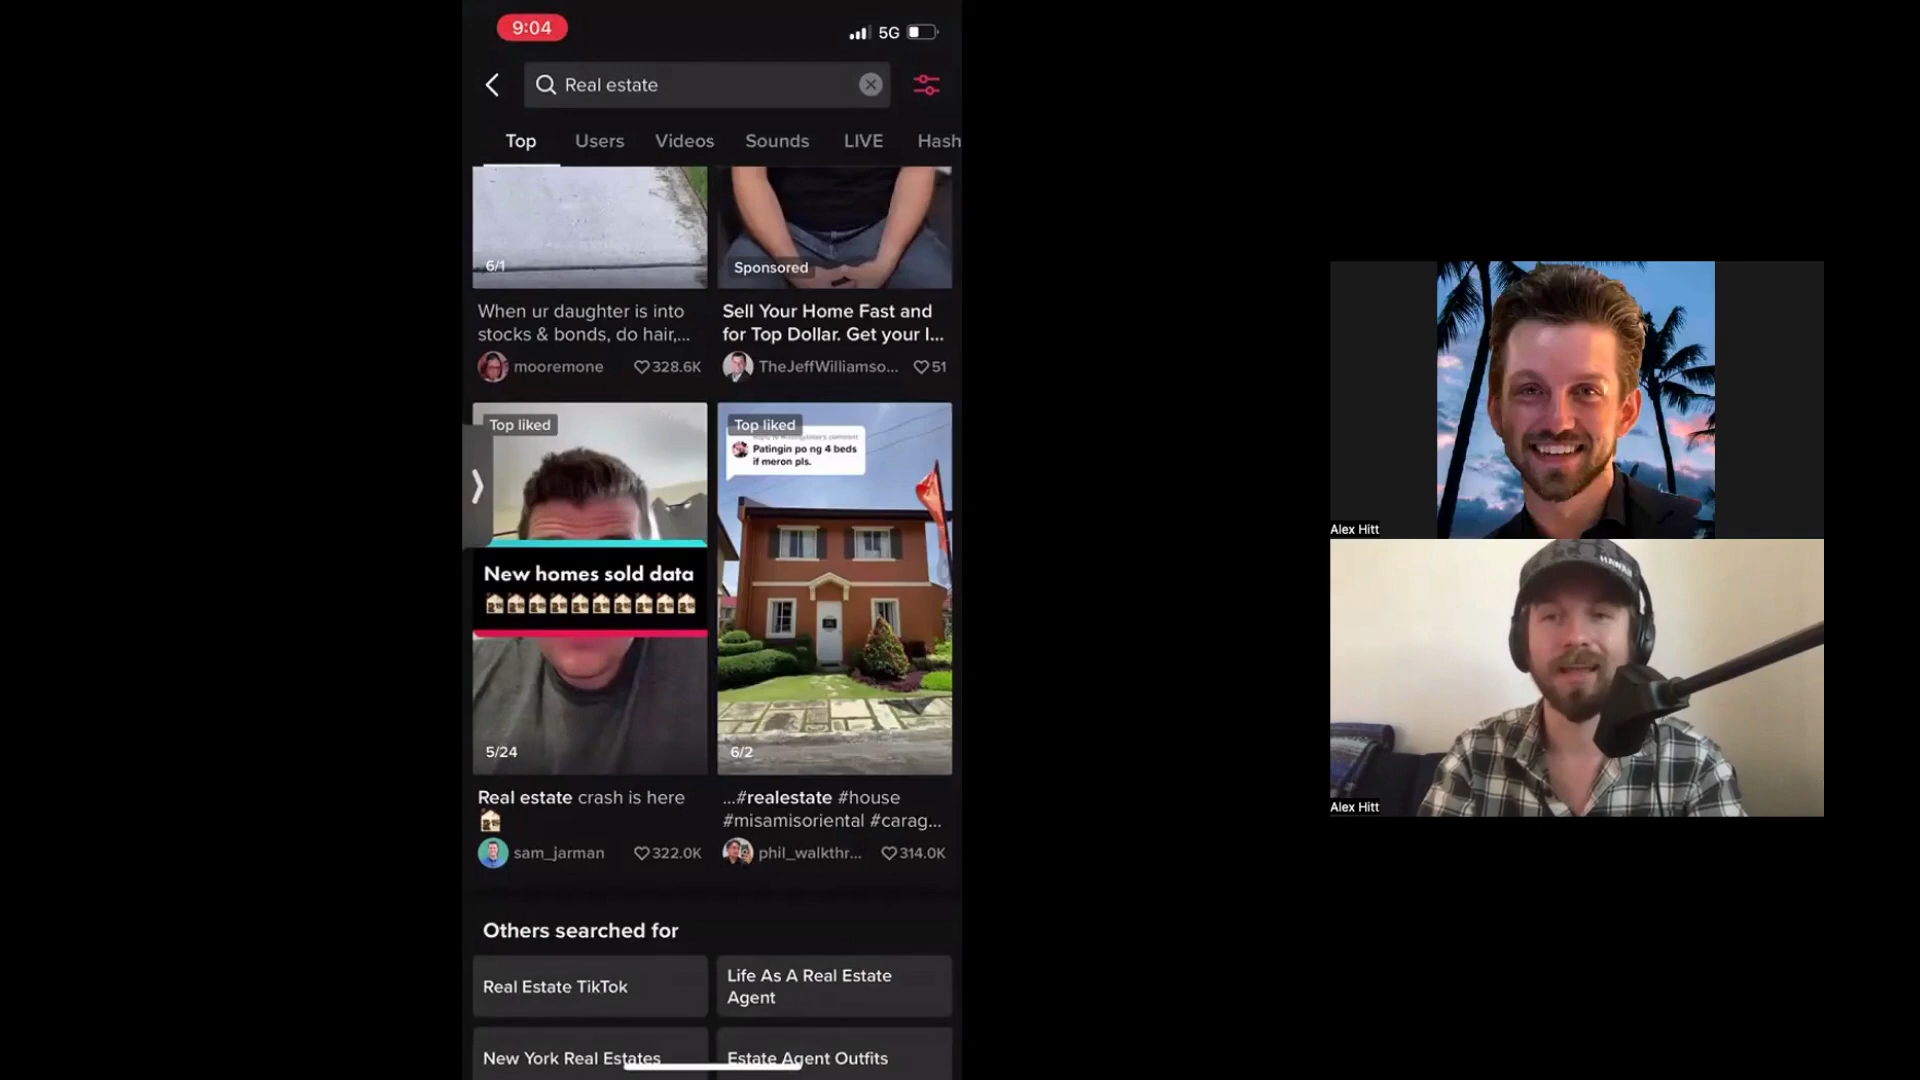 9:04
5G
Real estate
Top Users Videos Sounds LIVE Hash
6/1
Sponsored
When ur daughter is into
stocks & bonds, do hair,...
mooremone 328.6K
Sell Your Home Fast and
for Top Dollar. Get your I...
TheJeffWilliamso... 51
Top liked
New homes sold data
5/24
Real estate crash is here
sam_jarman 322.0K
Top liked
Patingin po ng 4 beds
if meron pls.
6/2
...#realestate #house
#misamisoriental #carag...
phil_walkthr... 314.0K
Others searched for
Real Estate TikTok
Life As A Real Estate
Agent
New York Real Estates
Estate Agent Outfits
Alex Hitt
HAWAII
Alex Hitt